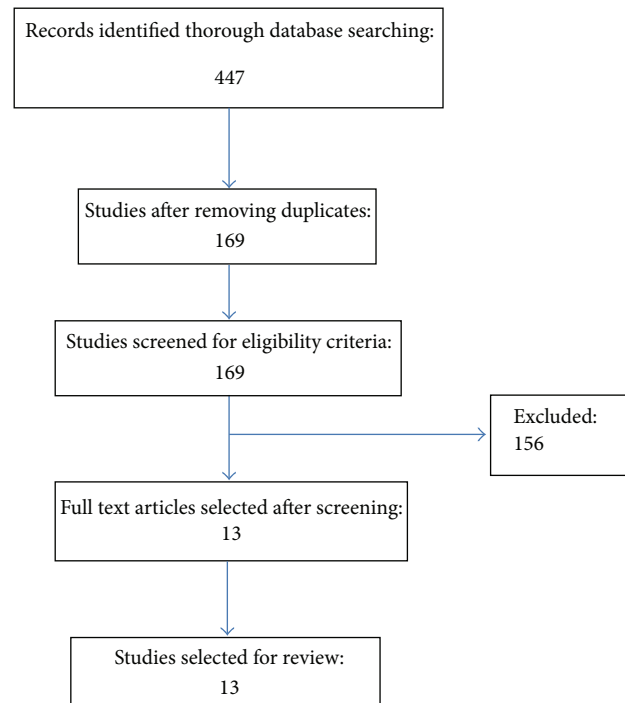 Records identified thorough database searching:
447
Studies after removing duplicates:
169
Studies screened for eligibility criteria:
169
Excluded:
156
Full text articles selected after screening:
13
Studies selected for review:
13